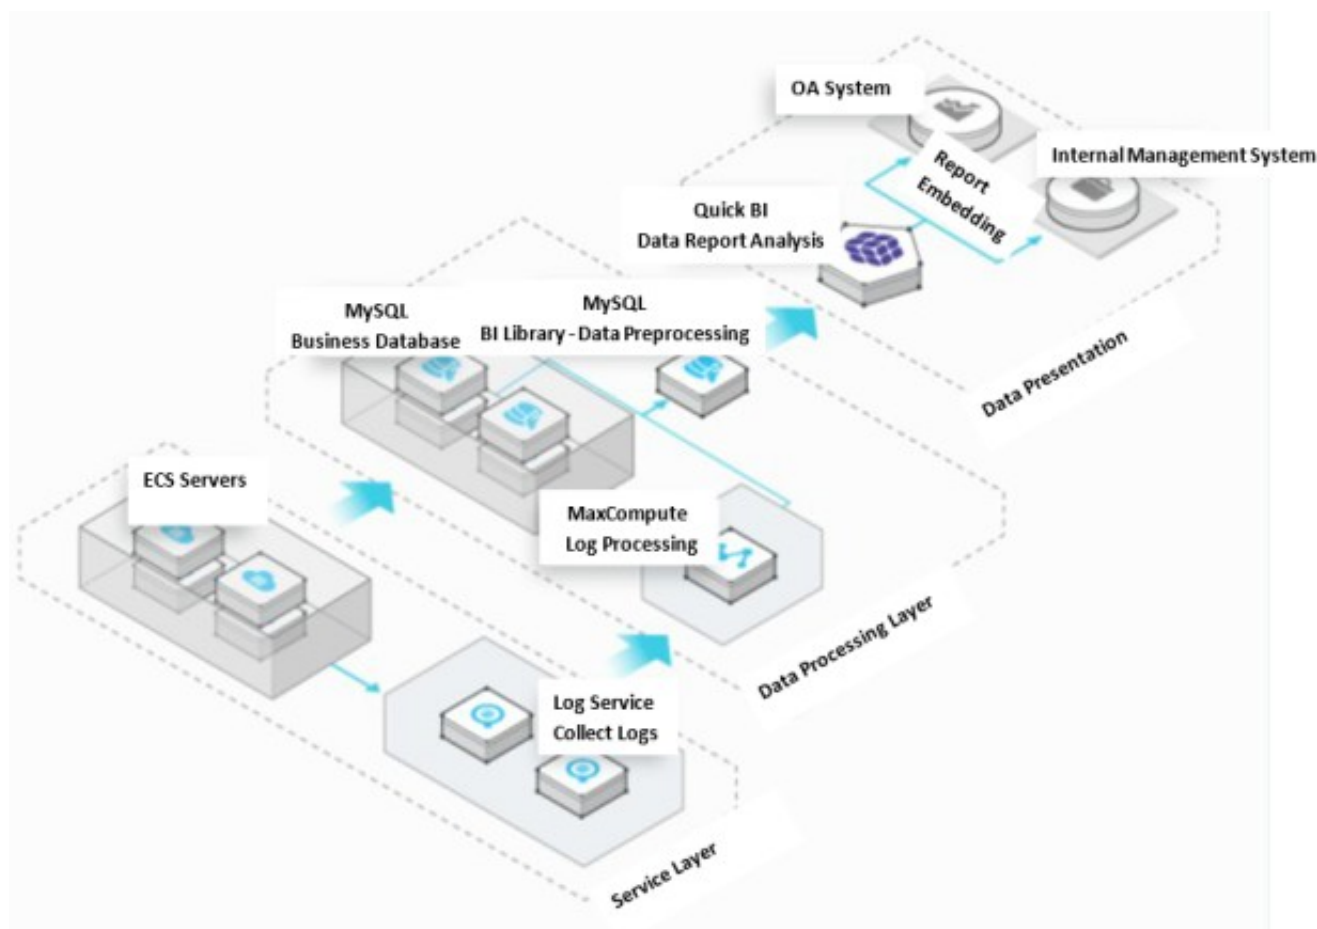 OA System
Internal Management System
Report
Embedding
Quick BI
Data Report Analysis
MySQL
Business Database
MySQL
BI Library - Data Preprocessing
Data Presentation
ECS Servers
MaxCompute
Log Processing
Data Processing Layer
Log Service
Collect Logs
Service Layer